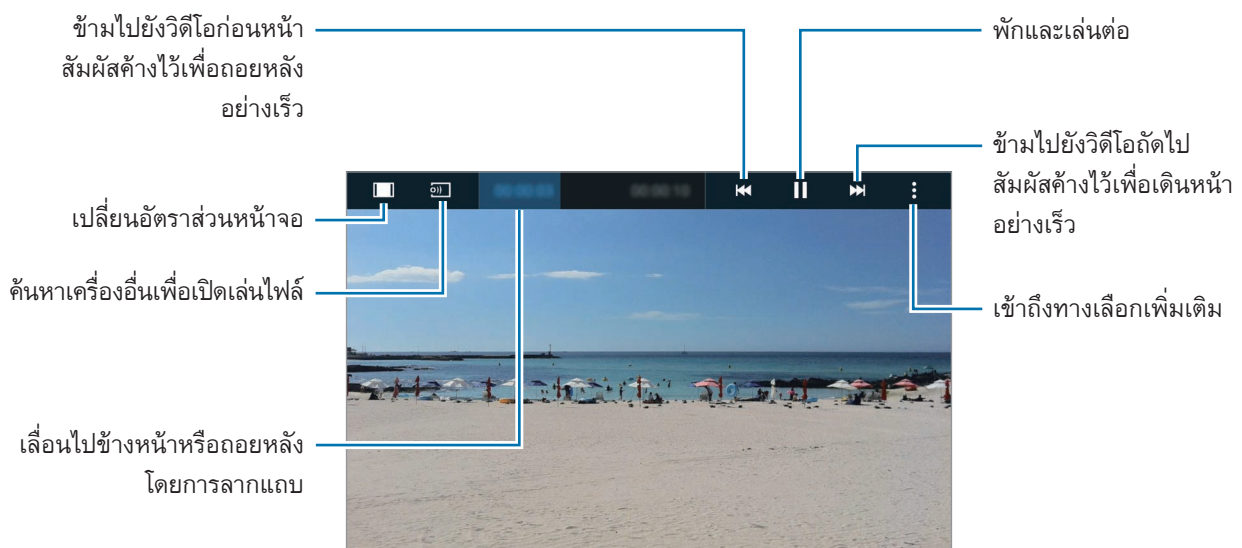 ข้ามไปยังวิดีโอก่อนหน้า
สัมผัสค้างไว้เพื่อถอยหลัง
อย่างเร็ว
พักและเล่นต่อ
ข้ามไปยังวิดีโอถัดไป
สัมผัสค้างไว้เพื่อเดินหน้า
อย่างเร็ว
เปลี่ยนอัตราส่วนหน้าจอ
ค้นหาเครื่องอื่นเพื่อเปิดเล่นไฟล์
เข้าถึงทางเลือกเพิ่มเติม
เลื่อนไปข้างหน้าหรือถอยหลัง
โดยการลากแถบ